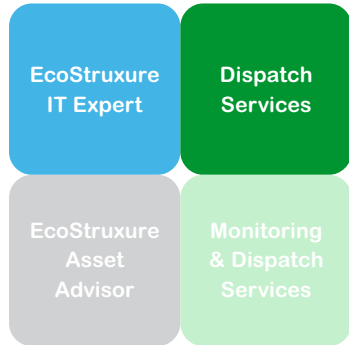 EcoStruxure
IT Expert
Dispatch
Services
EcoStruxure
Asset
Advisor
Monitoring
& Dispatch
Services